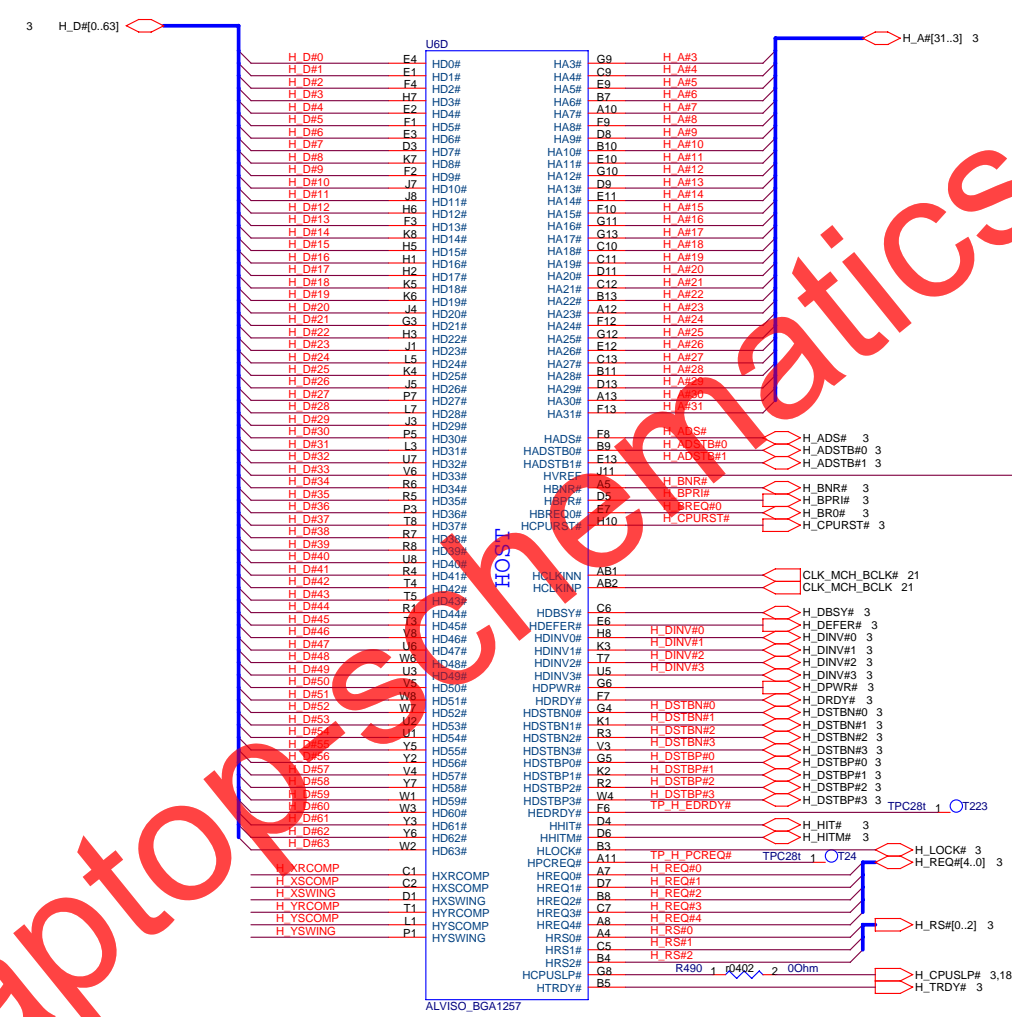 3 H_D#[0..63] H_A#[31..3] 3
U6D
H_D#0 E4 HD0# HA3# G9 H_A#3
H_D#1 E1 HD1# HA4# C9 H_A#4
H_D#2 F4 HD2# HA5# E9 H_A#5
H_D#3 H7 HD3# HA6# B7 H_A#6
H_D#4 E2 HD4# HA7# A10 H_A#7
H_D#5 F1 HD5# HA8# F9 H_A#8
H_D#6 E3 HD6# HA9# D8 H_A#9
H_D#7 D3 HD7# HA10# B10 H_A#10
H_D#8 K7 HD8# HA11# E10 H_A#11
H_D#9 F2 HD9# HA12# G10 H_A#12
H_D#10 J7 HD10# HA13# D9 H_A#13
H_D#11 J8 HD11# HA14# E11 H_A#14
H_D#12 H6 HD12# HA15# F10 H_A#15
H_D#13 F3 HD13# HA16# G11 H_A#16
H_D#14 K8 HD14# HA17# G13 H_A#17
H_D#15 H5 HD15# HA18# C10 H_A#18
H_D#16 H1 HD16# HA19# C11 H_A#19
H_D#17 H2 HD17# HA20# D11 H_A#20
H_D#18 K5 HD18# HA21# C12 H_A#21
H_D#19 K6 HD19# HA22# B13 H_A#22
H_D#20 J4 HD20# HA23# A12 H_A#23
H_D#21 G3 HD21# HA24# F12 H_A#24
H_D#22 H3 HD22# HA25# G12 H_A#25
H_D#23 J1 HD23# HA26# E12 H_A#26
H_D#24 L5 HD24# HA27# C13 H_A#27
H_D#25 K4 HD25# HA28# B11 H_A#28
H_D#26 J5 HD26# HA29# D13 H_A#29
H_D#27 P7 HD27# HA30# A13 H_A#30
H_D#28 L7 HD28# HA31# F13 H_A#31
H_D#29 J3 HD29#
H_D#30 P5 HD30# HADS# F8 H_ADS# H_ADS# 3
H_D#31 L3 HD31# HADSTB0# B9 H_ADSTB#0 H_ADSTB#0 3
H_D#32 U7 HD32# HADSTB1# E13 H_ADSTB#1 H_ADSTB#1 3
H_D#33 V6 HD33# HVREF J11
H_D#34 R6 HD34# HBNR# A5 H_BNR# H_BNR# 3
H_D#35 R5 HD35# HBPR# D5 H_BPRI# H_BPRI# 3
H_D#36 P3 HD36# HBREQ0# E7 H_BREQ#0 H_BR0# 3
H_D#37 T8 HD37# HCPURST# H10 H_CPURST# H_CPURST# 3
H_D#38 R7 HD38#
H_D#39 R8 HD39#
HOST
H_D#40 U8 HD40#
H_D#41 R4 HD41# HCLKINN AB1 CLK_MCH_BCLK# 21
H_D#42 T4 HD42# HCLKINP AB2 CLK_MCH_BCLK 21
H_D#43 T5 HD43#
H_D#44 R1 HD44# HDBSY# C6 H_DBSY# 3
H_D#45 T3 HD45# HDEFER# E6 H_DEFER# 3
H_D#46 V8 HD46# HDINV0# H8 H_DINV#0 H_DINV#0 3
H_D#47 U6 HD47# HDINV1# K3 H_DINV#1 H_DINV#1 3
H_D#48 W6 HD48# HDINV2# T7 H_DINV#2 H_DINV#2 3
H_D#49 U3 HD49# HDINV3# U5 H_DINV#3 H_DINV#3 3
H_D#50 V5 HD50# HDPWR# G6 H_DPWR# 3
H_D#51 W8 HD51# HDRDY# F7 H_DRDY# 3
H_D#52 W7 HD52# HDSTBN0# G4 H_DSTBN#0 H_DSTBN#0 3
H_D#53 U2 HD53# HDSTBN1# K1 H_DSTBN#1 H_DSTBN#1 3
H_D#54 U1 HD54# HDSTBN2# R3 H_DSTBN#2 H_DSTBN#2 3
H_D#55 Y5 HD55# HDSTBN3# V3 H_DSTBN#3 H_DSTBN#3 3
H_D#56 Y2 HD56# HDSTBP0# G5 H_DSTBP#0 H_DSTBP#0 3
H_D#57 V4 HD57# HDSTBP1# K2 H_DSTBP#1 H_DSTBP#1 3
H_D#58 Y7 HD58# HDSTBP2# R2 H_DSTBP#2 H_DSTBP#2 3
H_D#59 W1 HD59# HDSTBP3# W4 H_DSTBP#3 H_DSTBP#3 3
H_D#60 W3 HD60# HEDRDY# F6 TP_H_EDRDY# TPC28t 1 T223
H_D#61 Y3 HD61# HHIT# D4 H_HIT# 3
H_D#62 Y6 HD62# HHITM# D6 H_HITM# 3
H_D#63 W2 HD63# HLOCK# B3 H_LOCK# 3
HPCREQ# A11 TP_H_PCREQ# TPC28t 1 T24 H_REQ#[4..0] 3
H_XRCOMP C1 HXRCOMP HREQ0# A7 H_REQ#0
H_XSCOMP C2 HXSCOMP HREQ1# D7 H_REQ#1
H_XSWING D1 HXSWING HREQ2# B8 H_REQ#2
H_YRCOMP T1 HYRCOMP HREQ3# C7 H_REQ#3
H_YSCOMP L1 HYSCOMP HREQ4# A8 H_REQ#4 H_RS#[0..2] 3
H_YSWING P1 HYSWING HRS0# A4 H_RS#0
HRS1# C5 H_RS#1
HRS2# B4 H_RS#2
HCPUSLP# G8 R490 1 r0402 2 0Ohm H_CPUSLP# 3,18
HTRDY# B5 H_TRDY# 3
ALVISO_BGA1257
aptop-schematics